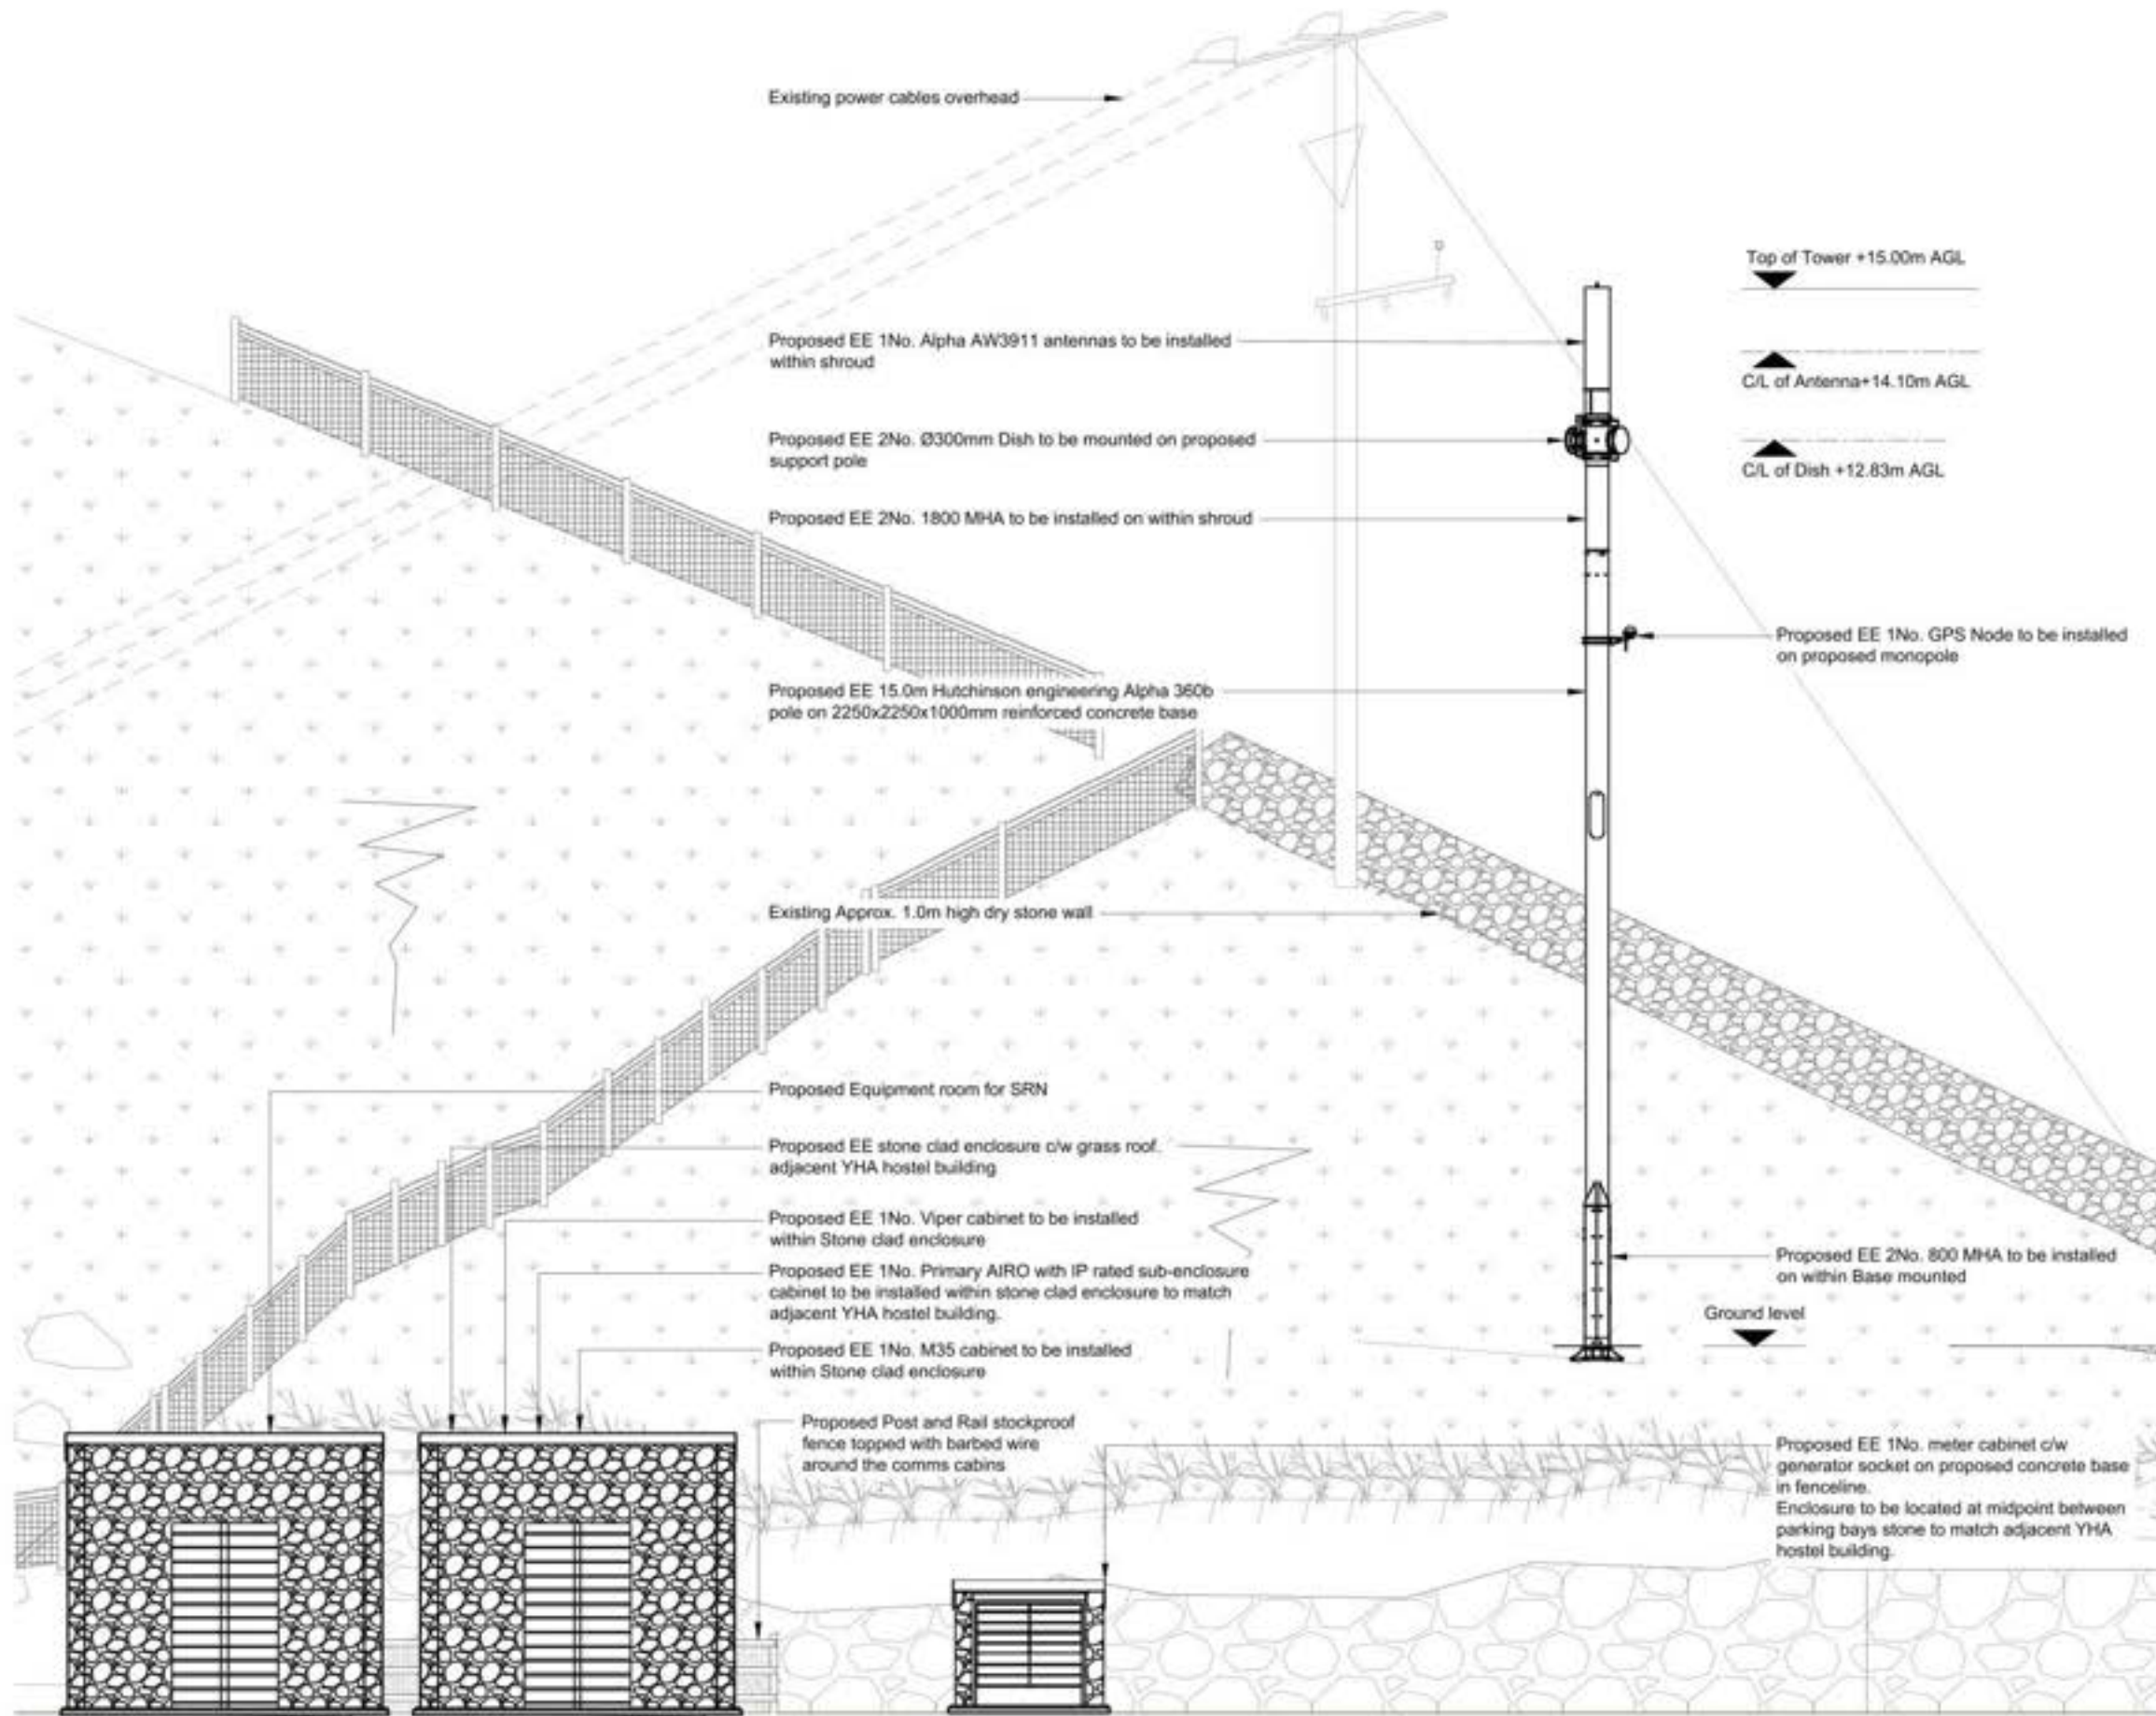 Existing power cables overhead
Top of Tower +15.00m AGL
Proposed EE 1No. Alpha AW3911 antennas to be installed
within shroud
C/L of Antenna+14.10m AGL
Proposed EE 2No. Ø300mm Dish to be mounted on proposed
support pole
C/L of Dish +12.83m AGL
Proposed EE 2No. 1800 MHA to be installed on within shroud
Proposed EE 1No. GPS Node to be installed
on proposed monopole
Proposed EE 15.0m Hutchinson engineering Alpha 360b
pole on 2250x2250x1000mm reinforced concrete base
Existing Approx. 1.0m high dry stone wall
Proposed Equipment room for SRN
Proposed EE stone clad enclosure c/w grass roof.
adjacent YHA hostel building
Proposed EE 1No. Viper cabinet to be installed
within Stone clad enclosure
Proposed EE 1No. Primary AIRO with IP rated sub-enclosure
cabinet to be installed within stone clad enclosure to match
adjacent YHA hostel building.
Proposed EE 1No. M35 cabinet to be installed
within Stone clad enclosure
Proposed EE 2No. 800 MHA to be installed
on within Base mounted
Ground level
Proposed Post and Rail stockproof
fence topped with barbed wire
around the comms cabins
Proposed EE 1No. meter cabinet c/w
generator socket on proposed concrete base
in fenceline.
Enclosure to be located at midpoint between
parking bays stone to match adjacent YHA
hostel building.